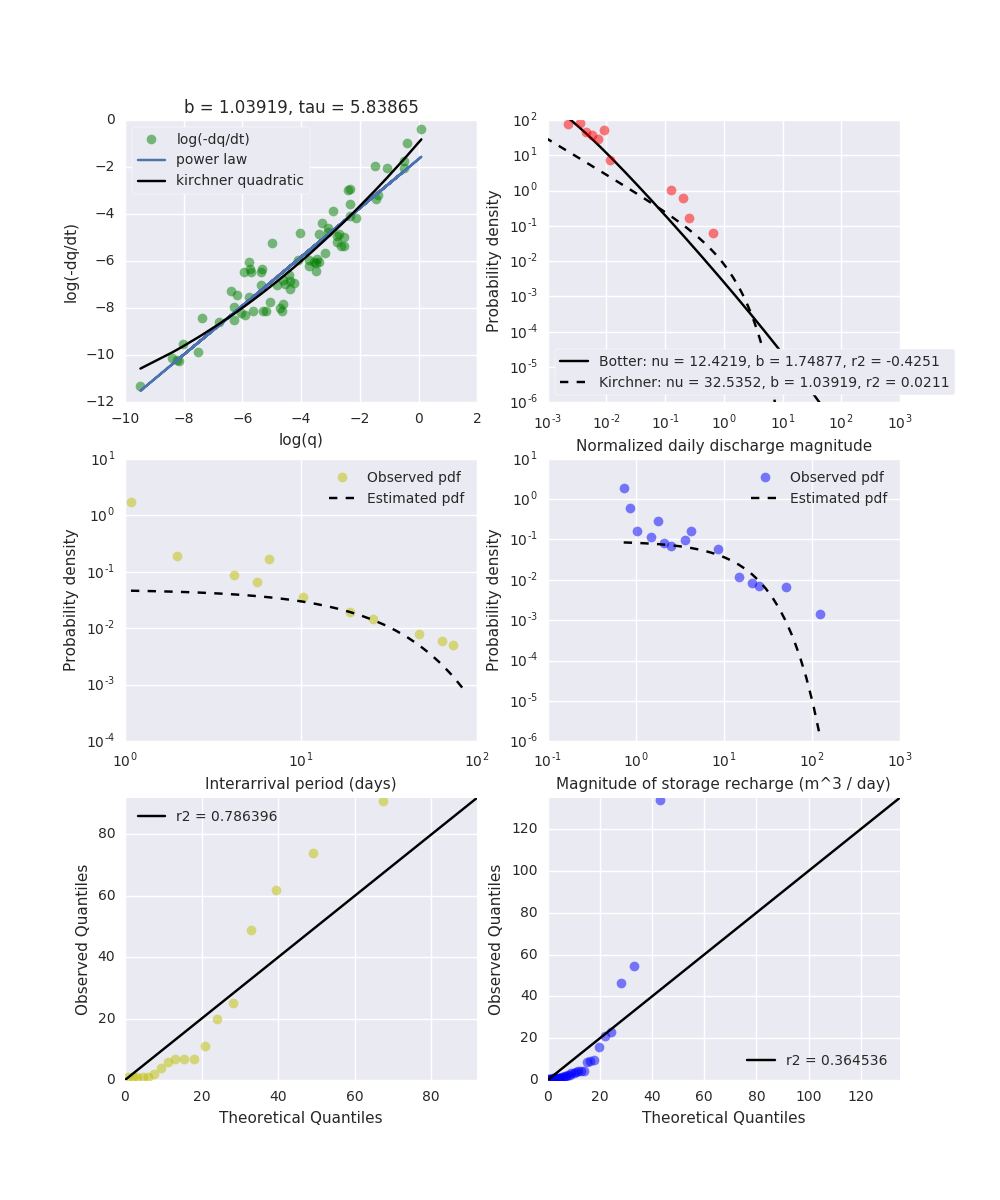 b = 1.03919, tau = 5.83865
0
−2
−4
−6
−8
−10
−12
log(-dq/dt)
log(-dq/dt)
power law
kirchner quadratic
−10 −8 −6 −4 −2 0 2
log(q)
10^2
10^1
10^0
10^-1
10^-2
10^-3
10^-4
10^-5
10^-6
Probability density
Botter: nu = 12.4219, b = 1.74877, r2 = -0.4251
Kirchner: nu = 32.5352, b = 1.03919, r2 = 0.0211
10^-3 10^-2 10^-1 10^0 10^1 10^2 10^3
Normalized daily discharge magnitude
10^1
10^0
10^-1
10^-2
10^-3
10^-4
Probability density
Observed pdf
Estimated pdf
10^0 10^1 10^2
Interarrival period (days)
10^1
10^0
10^-1
10^-2
10^-3
10^-4
10^-5
10^-6
Probability density
Observed pdf
Estimated pdf
10^-1 10^0 10^1 10^2 10^3
Magnitude of storage recharge (m^3 / day)
80
60
40
20
0
Observed Quantiles
r2 = 0.786396
0 20 40 60 80
Theoretical Quantiles
120
100
80
60
40
20
0
Observed Quantiles
r2 = 0.364536
0 20 40 60 80 100 120
Theoretical Quantiles